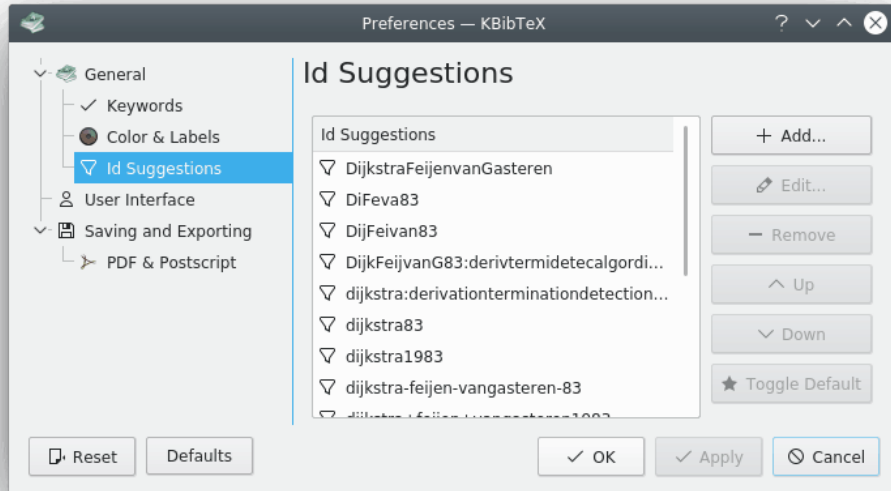 Preferences — KBibTeX
General
Keywords
Color & Labels
Id Suggestions
User Interface
Saving and Exporting
PDF & Postscript
Id Suggestions
Id Suggestions
DijkstraFeijenvanGasteren
DiFeva83
DijFeivan83
DijkFeijvanG83:derivtermidetecalgordi...
dijkstra:derivationterminationdetection...
dijkstra83
dijkstra1983
dijkstra-feijen-vangasteren-83
Add...
Edit...
Remove
Up
Down
Toggle Default
Reset
Defaults
OK
Apply
Cancel